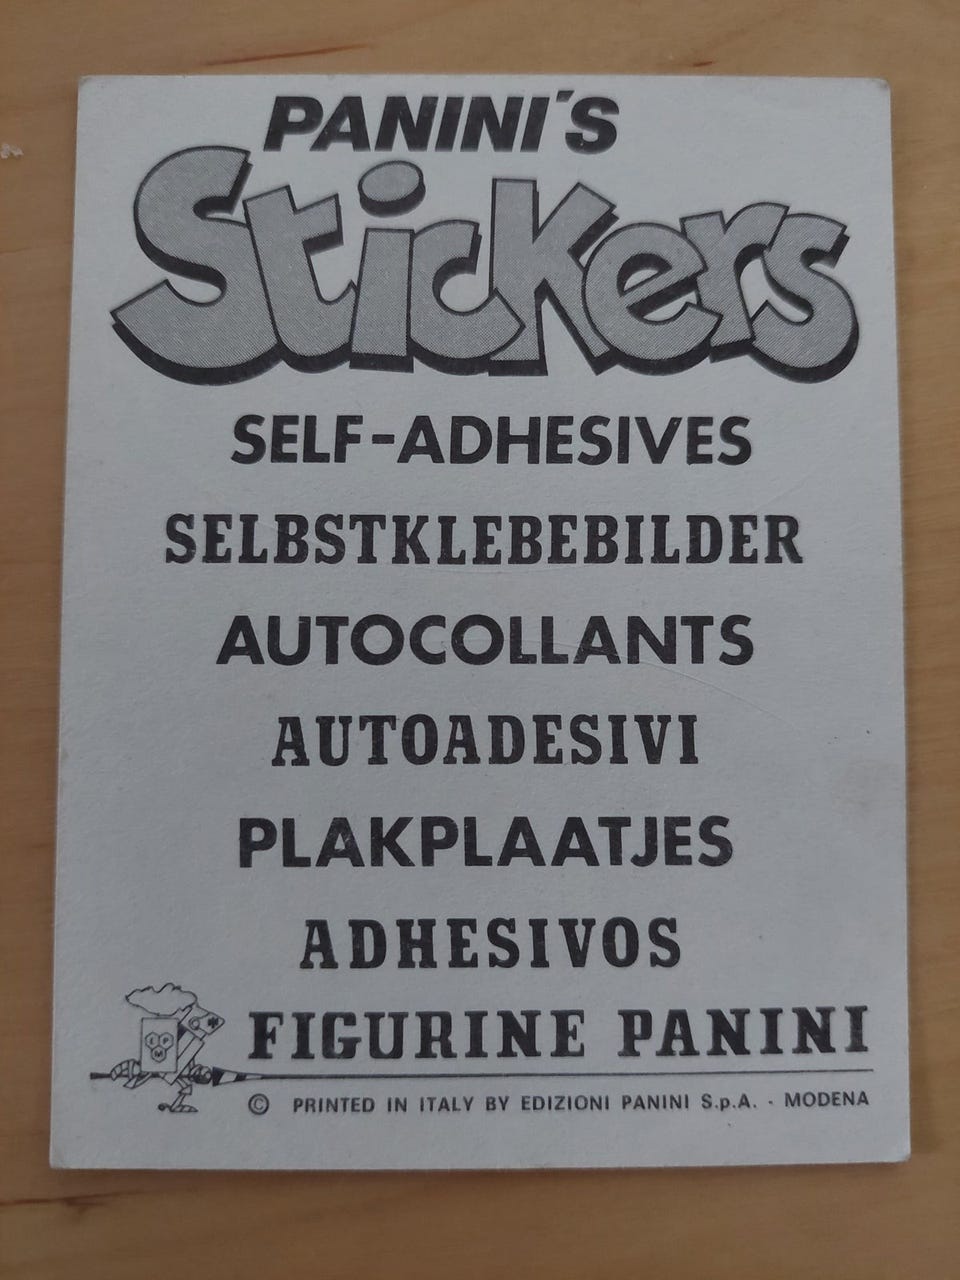 PANINI'S
Stickers
SELF-ADHESIVES
SELBSTKLEBEBILDER
AUTOCOLLANTS
AUTOADESIVI
PLAKPLAATJES
ADHESIVOS
FIGURINE PANINI
© PRINTED IN ITALY BY EDIZIONI PANINI S.p.A. - MODENA